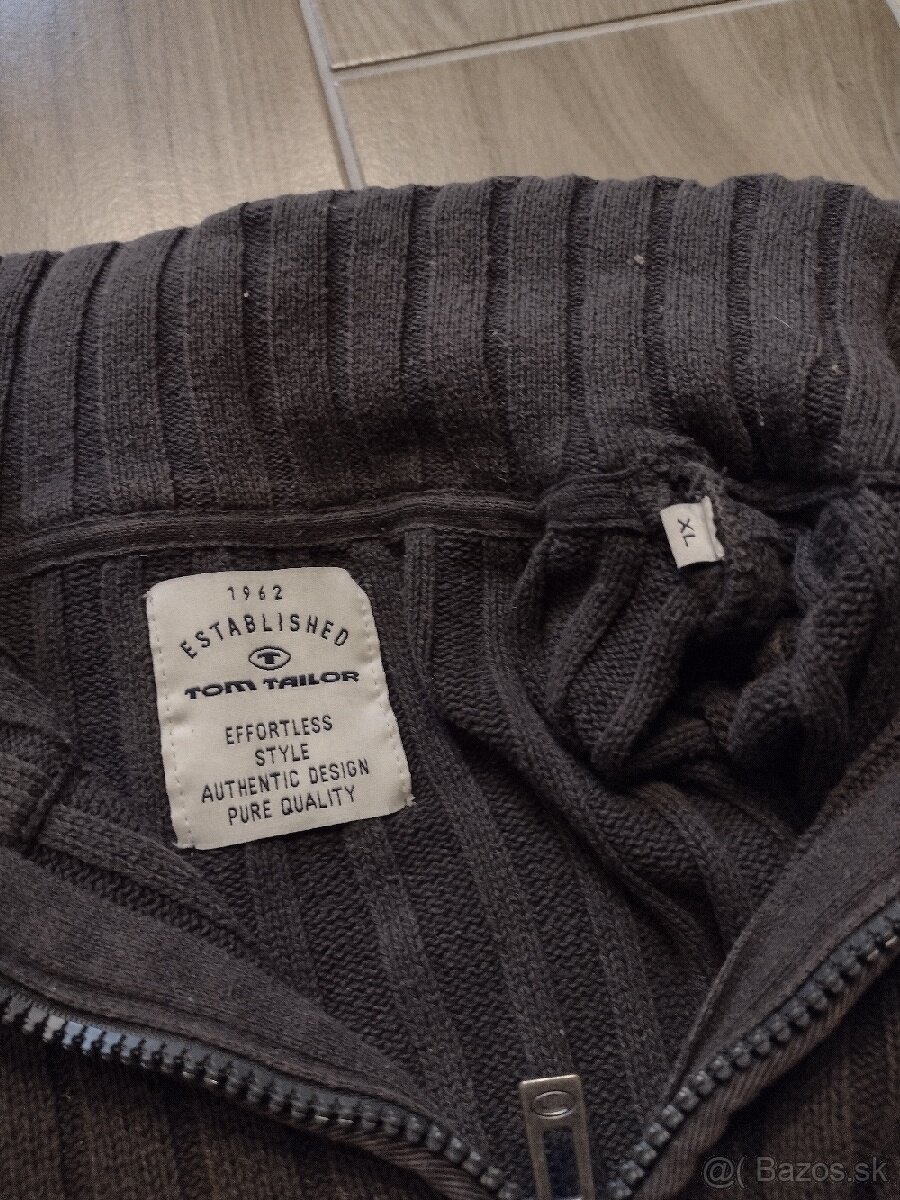 1962
ESTABLISHED
T
TOM TAILOR
EFFORTLESS
STYLE
AUTHENTIC DESIGN
PURE QUALITY
XL
@( Bazos.sk